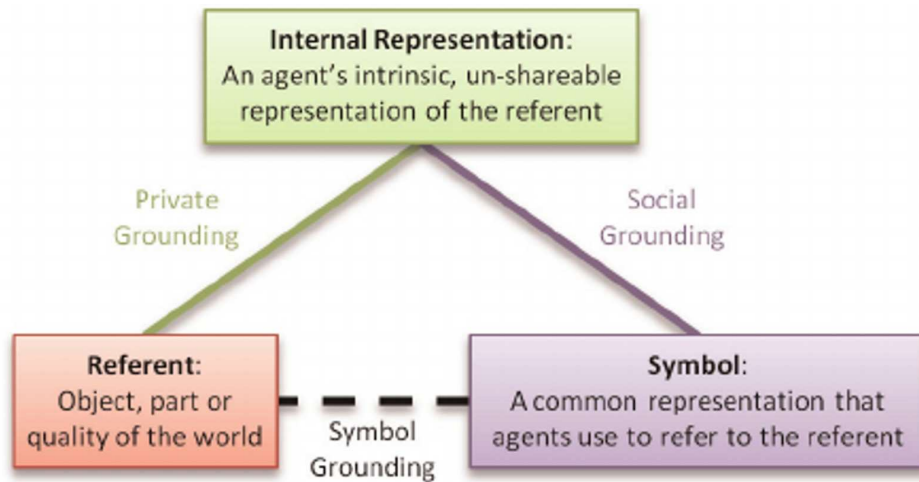 Internal Representation:
An agent's intrinsic, un-shareable
representation of the referent
Private
Grounding
Social
Grounding
Referent:
Object, part or
quality of the world
Symbol
Grounding
Symbol:
A common representation that
agents use to refer to the referent